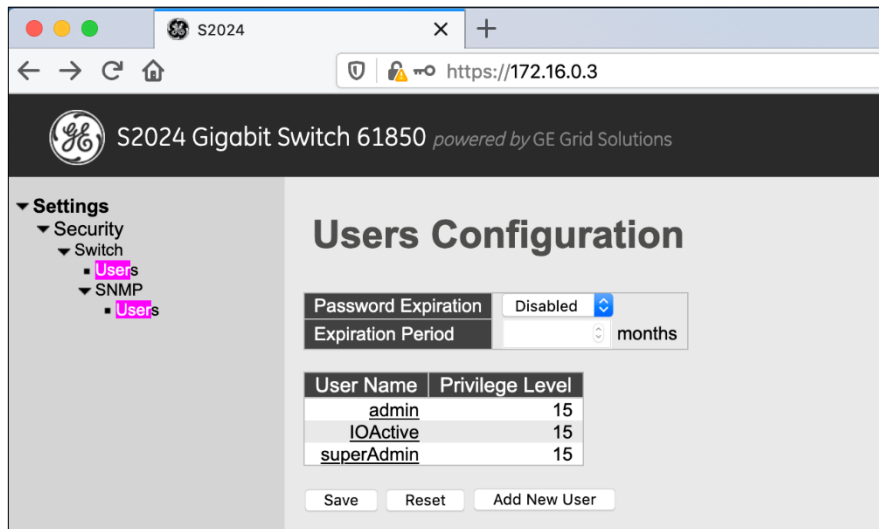 S2024
https://172.16.0.3
GE S2024 Gigabit Switch 61850 powered by GE Grid Solutions
Settings
Security
Switch
Users
SNMP
Users
Users Configuration
Password Expiration Disabled
Expiration Period months
User Name Privilege Level
admin 15
IOActive 15
superAdmin 15
Save Reset Add New User